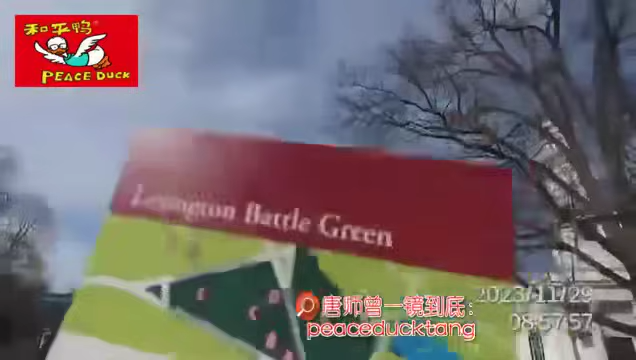 和平鸭
PEACE DUCK
Lexington Battle Green
唐师曾一镜到底:
peaceducktang
2023/11/29
08:57:57